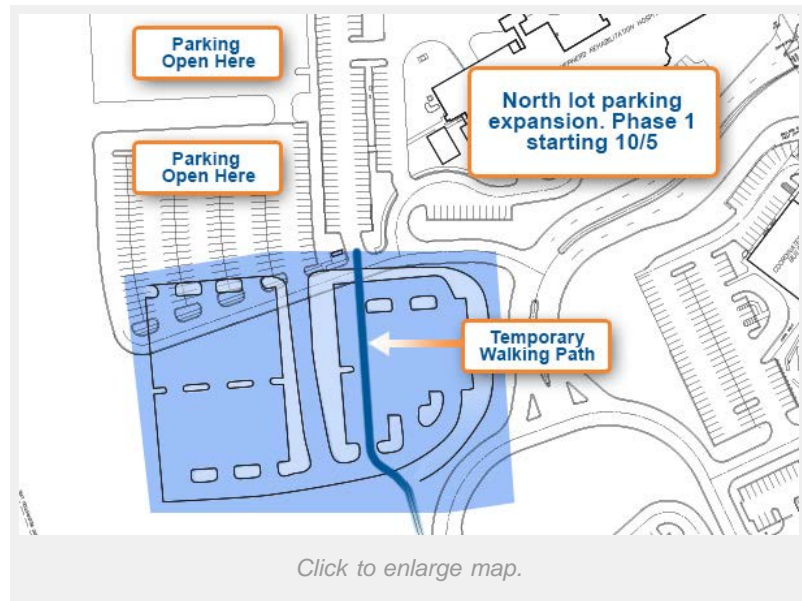 Parking
Open Here
North lot parking
expansion. Phase 1
starting 10/5
Parking
Open Here
Temporary
Walking Path
REHABILITATION
Click to enlarge map.